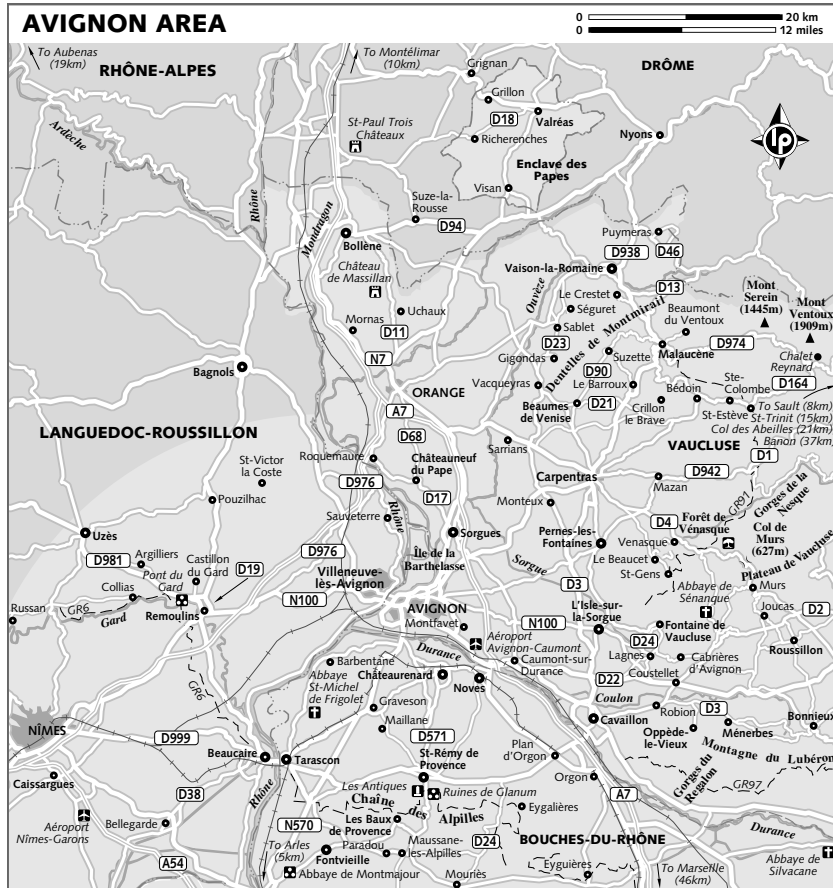 AVIGNON AREA
0 20 km
0 12 miles
To Aubenas
(19km)
To Montélimar
(10km)
RHÔNE-ALPES
DRÔME
Grignan
Grillon
Valréas
D18
Ardèche
St-Paul Trois
Châteaux
Richerenches
Nyons
lp
Enclave des
Papes
Visan
Rhône
Mondragon
Suze-la-
Rousse
D94
Bollène
Puymeras
D938
D46
Château
de Massillan
Vaison-la-Romaine
Ouvèze
Le Crestet
D13
Mont
Serein
(1445m)
Mont
Ventoux
(1909m)
Uchaux
Séguret
Beaumont
du Ventoux
Mornas
D11
Sablet
Dentelles de Montmirail
D23
Suzette
D974
N7
Gigondas
Malaucène
Chalet
Reynard
D90
Bagnols
Vacqueyras
Le Barroux
Bédoin
Ste-
Colombe
D164
ORANGE
A7
Beaumes
de Venise
D21
Crillon
le Brave
St-Estève
To Sault (8km)
St-Trinit (15km)
Col des Abeilles (21km)
Banon (37km)
LANGUEDOC-ROUSSILLON
D68
Sarrians
VAUCLUSE
D1
Roquemaure
Châteauneuf
du Pape
St-Victor
la Coste
D976
Carpentras
D942
Mazan
Pouzilhac
D17
Monteux
GR91
Gorges de la
Nesque
Sauveterre
Rhône
D4
Forêt de
Vénasque
Col de
Murs
(627m)
Uzès
Sorgues
Pernes-les-
Fontaines
Venasque
D981
Argilliers
Castillon
du Gard
D19
D976
Île de la
Barthelasse
Le Beaucet
Plateau de Vaucluse
Pont du
Gard
Villeneuve-
lès-Avignon
Sorgue
D3
St-Gens
Abbaye de
Sénanque
Murs
Collias
Russan
GR6
Gard
Remoulins
N100
AVIGNON
L'Isle-sur-
la-Sorgue
Joucas
D2
Montfavet
N100
Fontaine de
Vaucluse
Aéroport
Avignon-Caumont
D24
Roussillon
Durance
Lagnes
Cabrières
d'Avignon
Barbentane
Caumont-sur-
Durance
GR6
Abbaye
St-Michel
de Frigolet
Châteaurenard
D22
Coustellet
Noves
Coulon
Graveson
Robion
D3
Bonnieux
NÎMES
Maillane
Cavaillon
Oppède-
le-Vieux
Ménerbes
D999
D571
Beaucaire
Tarascon
St-Rémy de
Provence
Plan
d'Orgon
Montagne du Lubéron
Caissargues
Orgon
Gorges du
Regalon
GR97
Rhône
Les Antiques
Ruines de Glanum
D38
A7
Chaîne des Alpilles
Eygalières
Aéroport
Nîmes-Garons
Bellegarde
N570
Les Baux
de Provence
Durance
D24
BOUCHES-DU-RHÔNE
To Arles
(5km)
Maussane-
les-Alpilles
Paradou
A54
Fontvieille
Abbaye de
Silvacane
Abbaye de Montmajour
Mouriès
Eyguières
To Marseille
(46km)